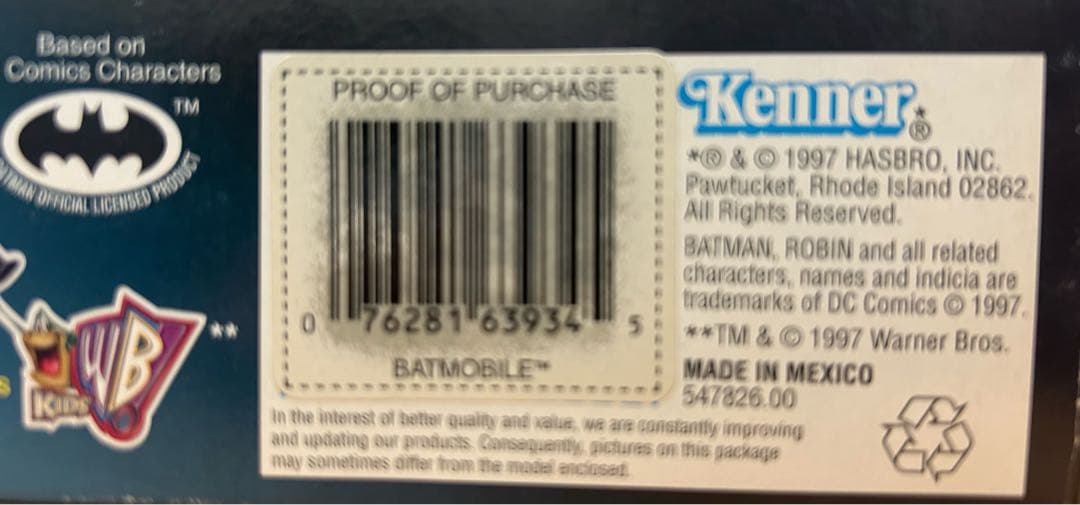 Based on
Comics Characters
TM
BATMAN OFFICIAL LICENSED PRODUCT
KIDS
WB
**
PROOF OF PURCHASE
0 76281 63934 5
BATMOBILE™
Kenner®*
*® & © 1997 HASBRO, INC.
Pawtucket, Rhode Island 02862.
All Rights Reserved.
BATMAN, ROBIN and all related
characters, names and indicia are
trademarks of DC Comics © 1997.
**TM & © 1997 Warner Bros.
MADE IN MEXICO
547826.00
In the interest of better quality and value, we are constantly improving
and updating our products. Consequently, pictures on this package
may sometimes differ from the model enclosed.